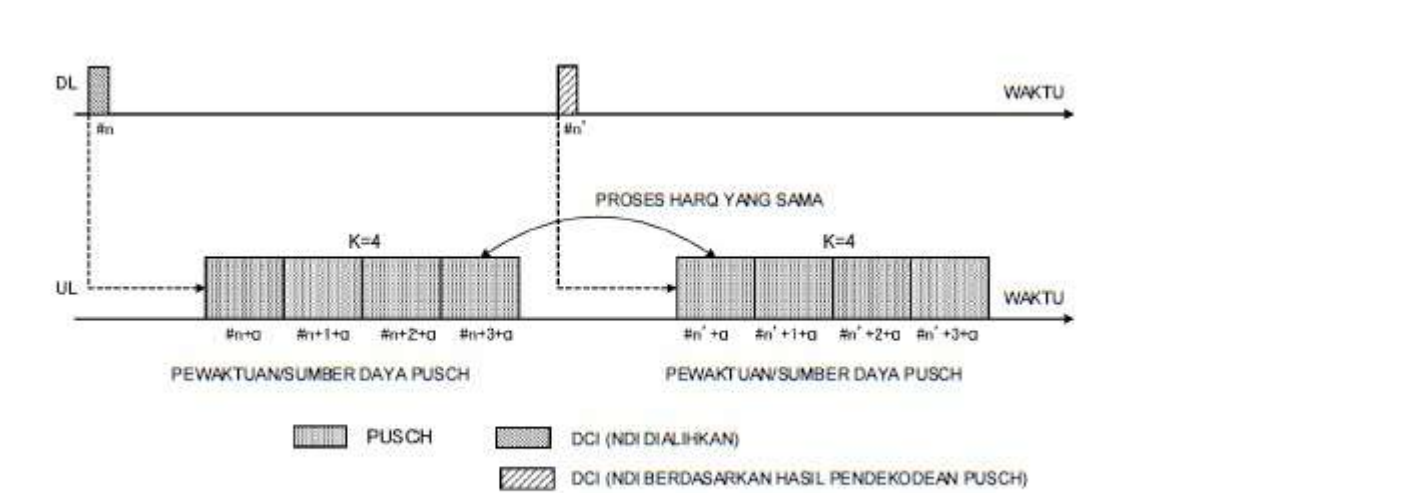 DL
WAKTU
#n
#n'
PROSES HARQ YANG SAMA
K=4
K=4
UL
WAKTU
#n+a
#n+1+a
#n+2+a
#n+3+a
#n'+a
#n'+1+a
#n'+2+a
#n'+3+a
PEWAKTUAN/SUMBER DAYA PUSCH
PEWAKTUAN/SUMBER DAYA PUSCH
PUSCH
DCI (NDI DIALIHKAN)
DCI (NDI BERDASARKAN HASIL PENDEKODEAN PUSCH)